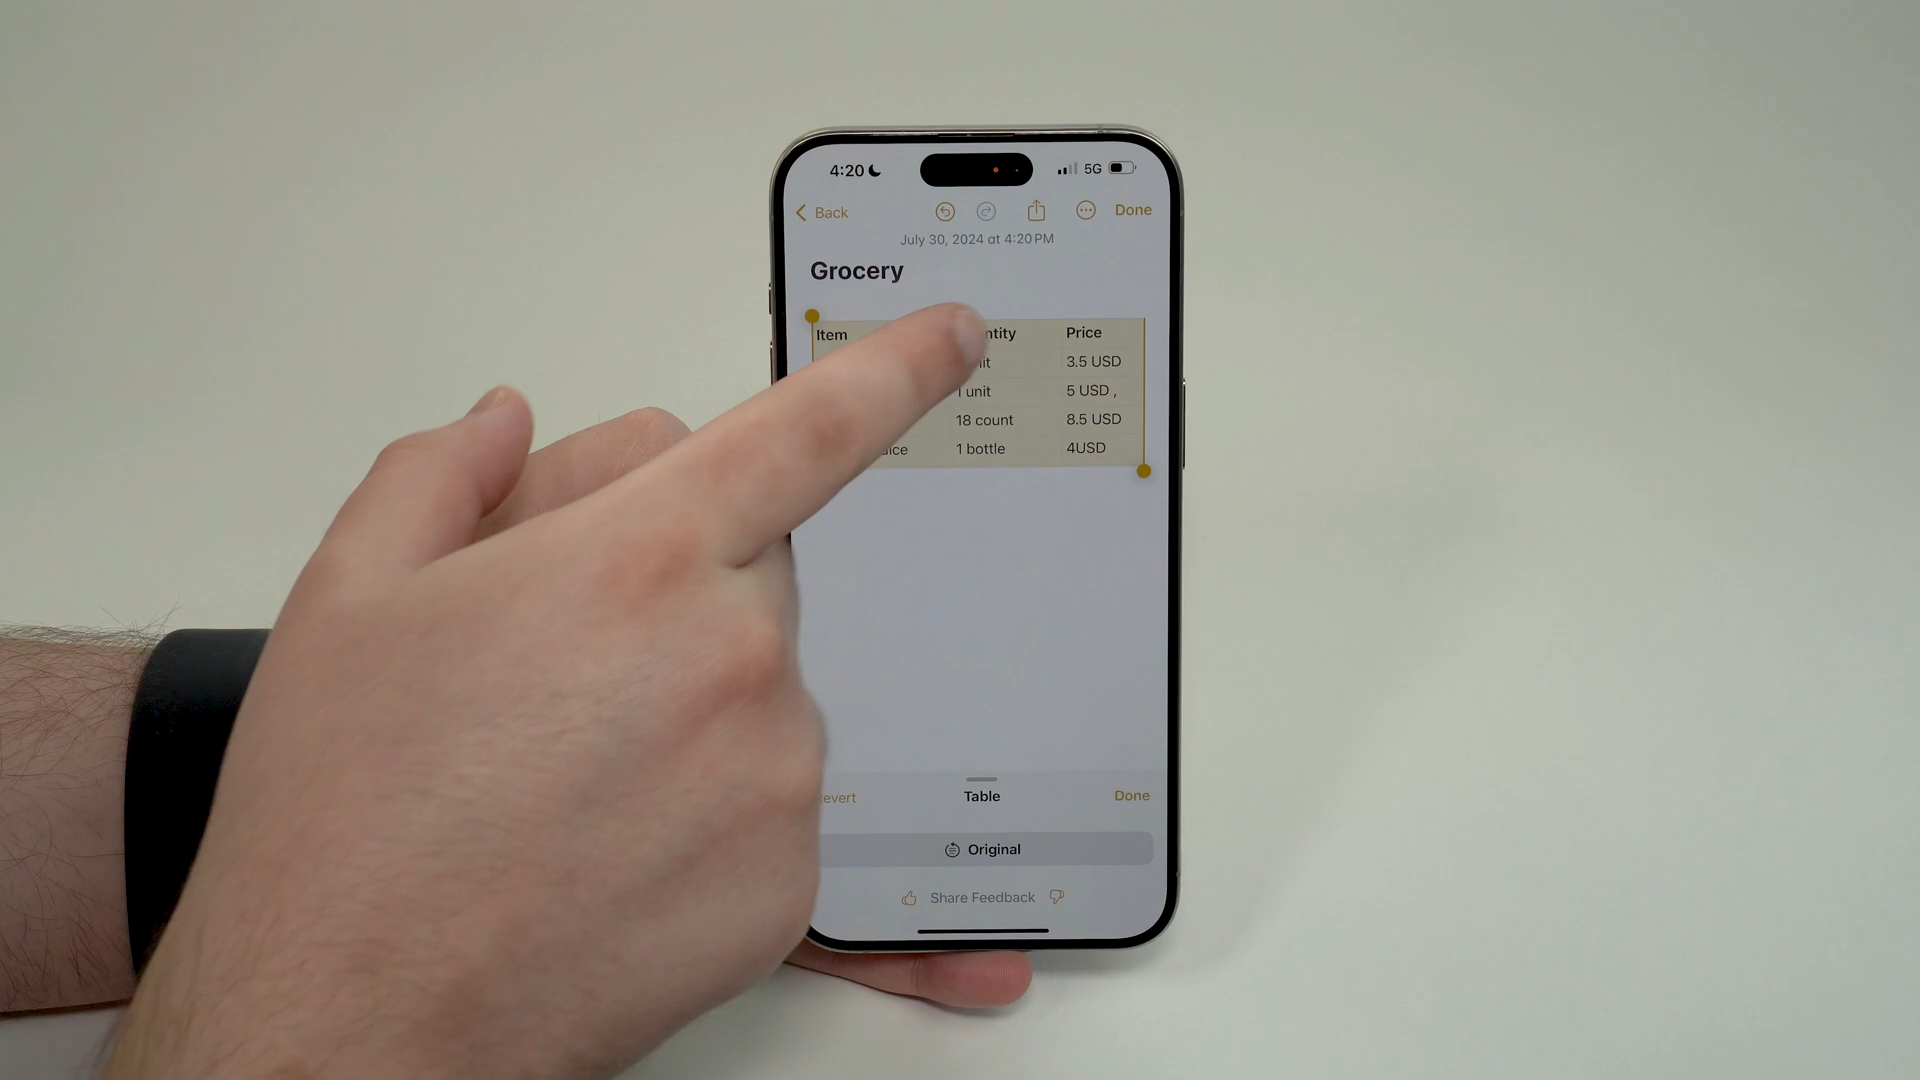 4:20 5G
Back Done
July 30, 2024 at 4:20 PM
Grocery
Item Price
3.5 USD
1 unit 5 USD ,
18 count 8.5 USD
1 bottle 4USD
Table Done
Original
Share Feedback